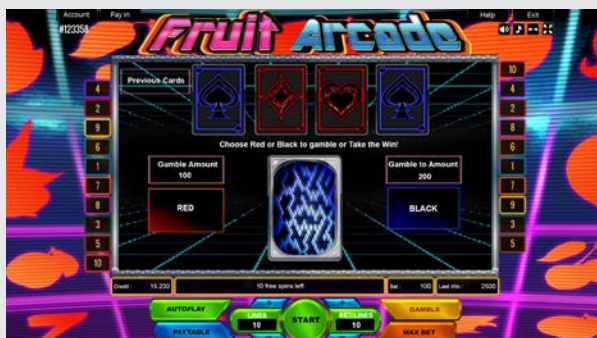 Account
Pay in
Help
Exit
#123358
Fruit Arcade
Previous Cards
Choose Red or Black to gamble or Take the Win!
Gamble Amount
100
Gamble to Amount
200
RED
BLACK
4
2
9
6
1
7
8
3
5
10
10
4
2
8
6
1
7
9
3
5
Credit : 15.230
10 free spins left
Bet : 100
Last Win : 2500
AUTOPLAY
PAYTABLE
LINES
10
START
BET/LINES
10
GAMBLE
MAX BET